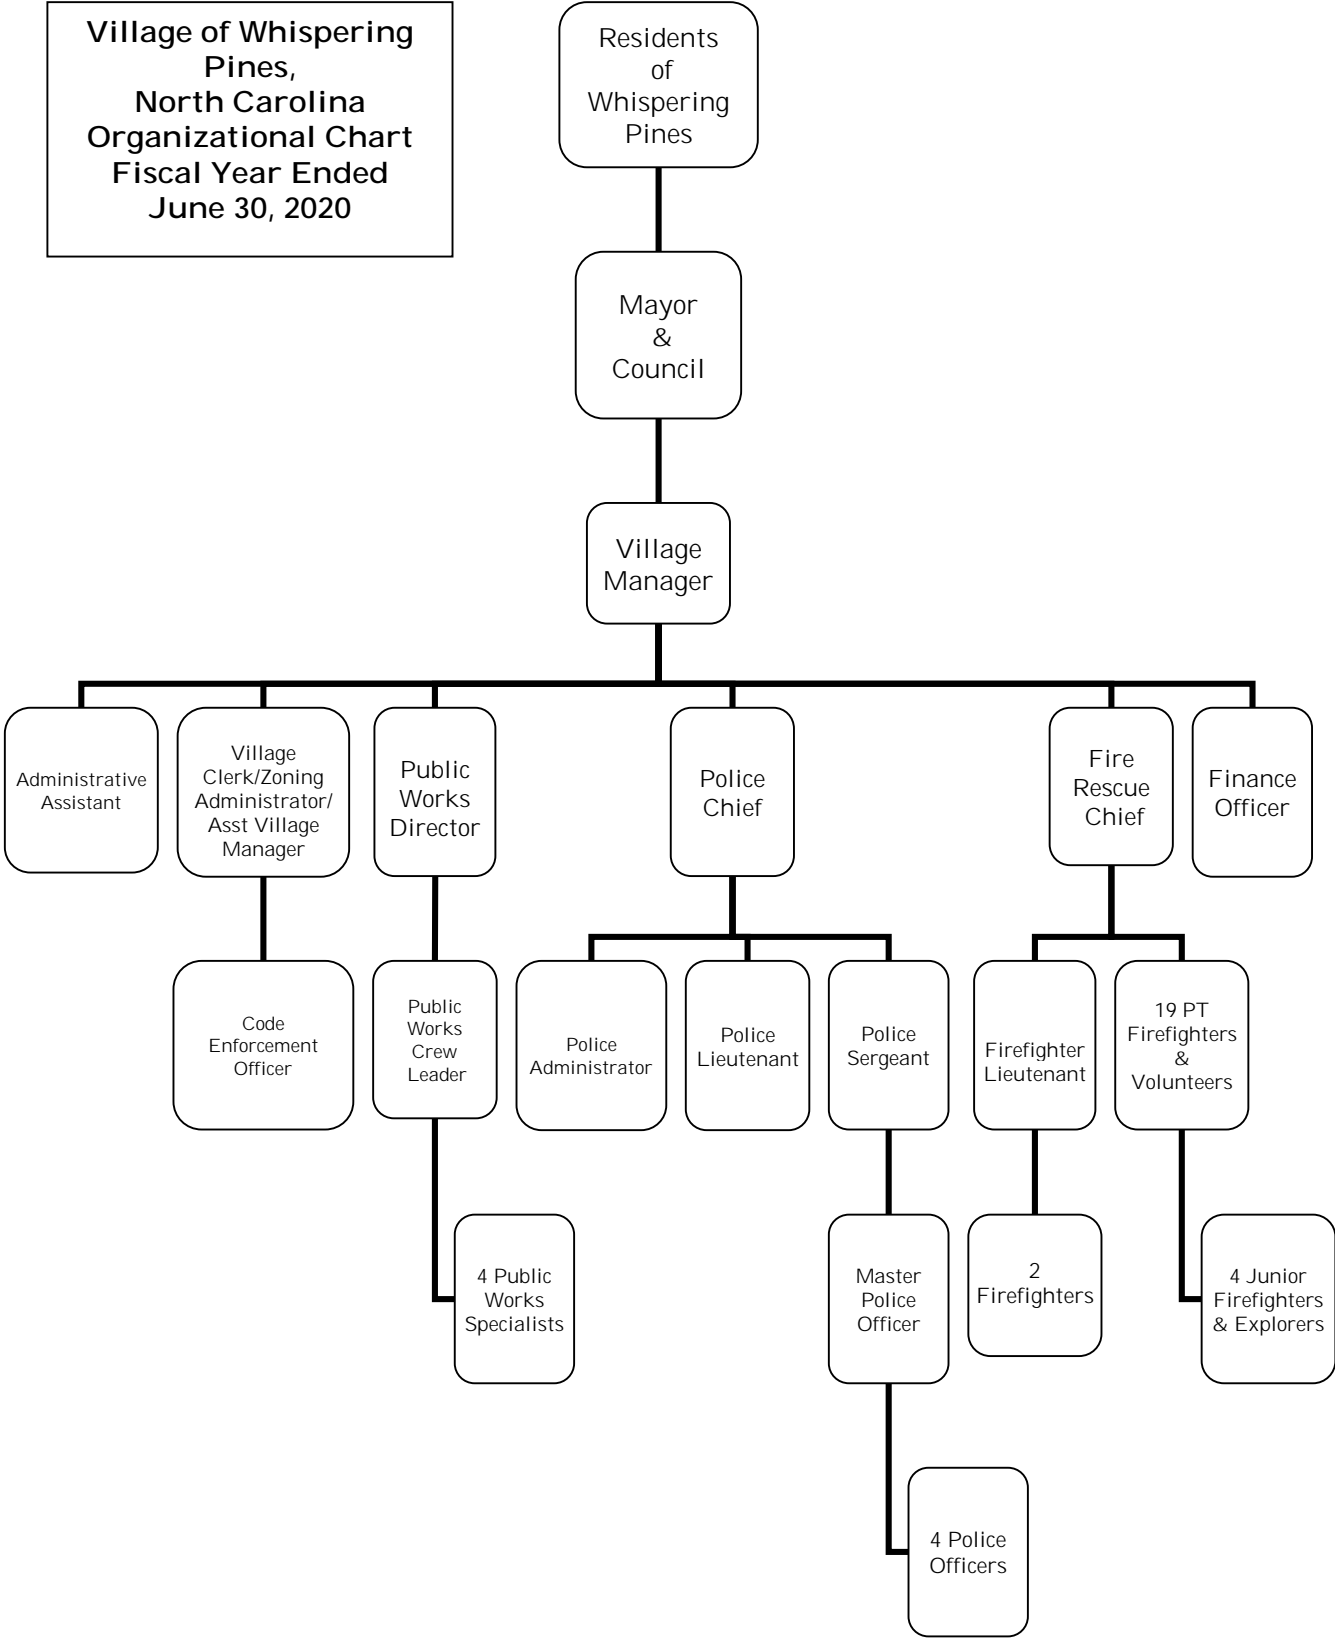 Village of Whispering
Pines,
North Carolina
Organizational Chart
Fiscal Year Ended
June 30, 2020
Residents
of
Whispering
Pines
Mayor
&
Council
Village
Manager
Administrative
Assistant
Village
Clerk/Zoning
Administrator/
Asst Village
Manager
Public
Works
Director
Police
Chief
Fire
Rescue
Chief
Finance
Officer
Code
Enforcement
Officer
Public
Works
Crew
Leader
Police
Administrator
Police
Lieutenant
Police
Sergeant
Firefighter
Lieutenant
19 PT
Firefighters
&
Volunteers
4 Public
Works
Specialists
Master
Police
Officer
2
Firefighters
4 Junior
Firefighters
& Explorers
4 Police
Officers